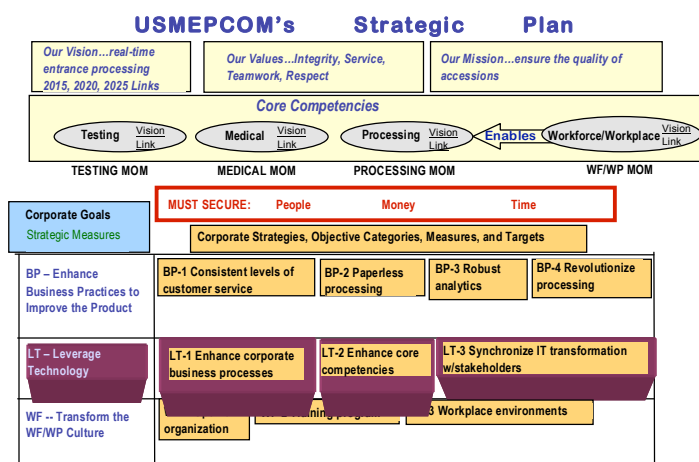 USMEPCOM's Strategic Plan
Our Vision…real-time
entrance processing
2015, 2020, 2025 Links
Our Values…Integrity, Service,
Teamwork, Respect
Our Mission…ensure the quality of
accessions
Core Competencies
Testing
Vision
Link
Medical
Vision
Link
Processing
Vision
Link
Enables
Workforce/Workplace
Vision
Link
TESTING MOM
MEDICAL MOM
PROCESSING MOM
WF/WP MOM
Corporate Goals
Strategic Measures
MUST SECURE: People Money Time
Corporate Strategies, Objective Categories, Measures, and Targets
BP – Enhance
Business Practices to
Improve the Product
BP-1 Consistent levels of
customer service
BP-2 Paperless
processing
BP-3 Robust
analytics
BP-4 Revolutionize
processing
LT – Leverage
Technology
LT-1 Enhance corporate
business processes
LT-2 Enhance core
competencies
LT-3 Synchronize IT transformation
w/stakeholders
WF -- Transform the
WF/WP Culture
organization
program
3 Workplace environments